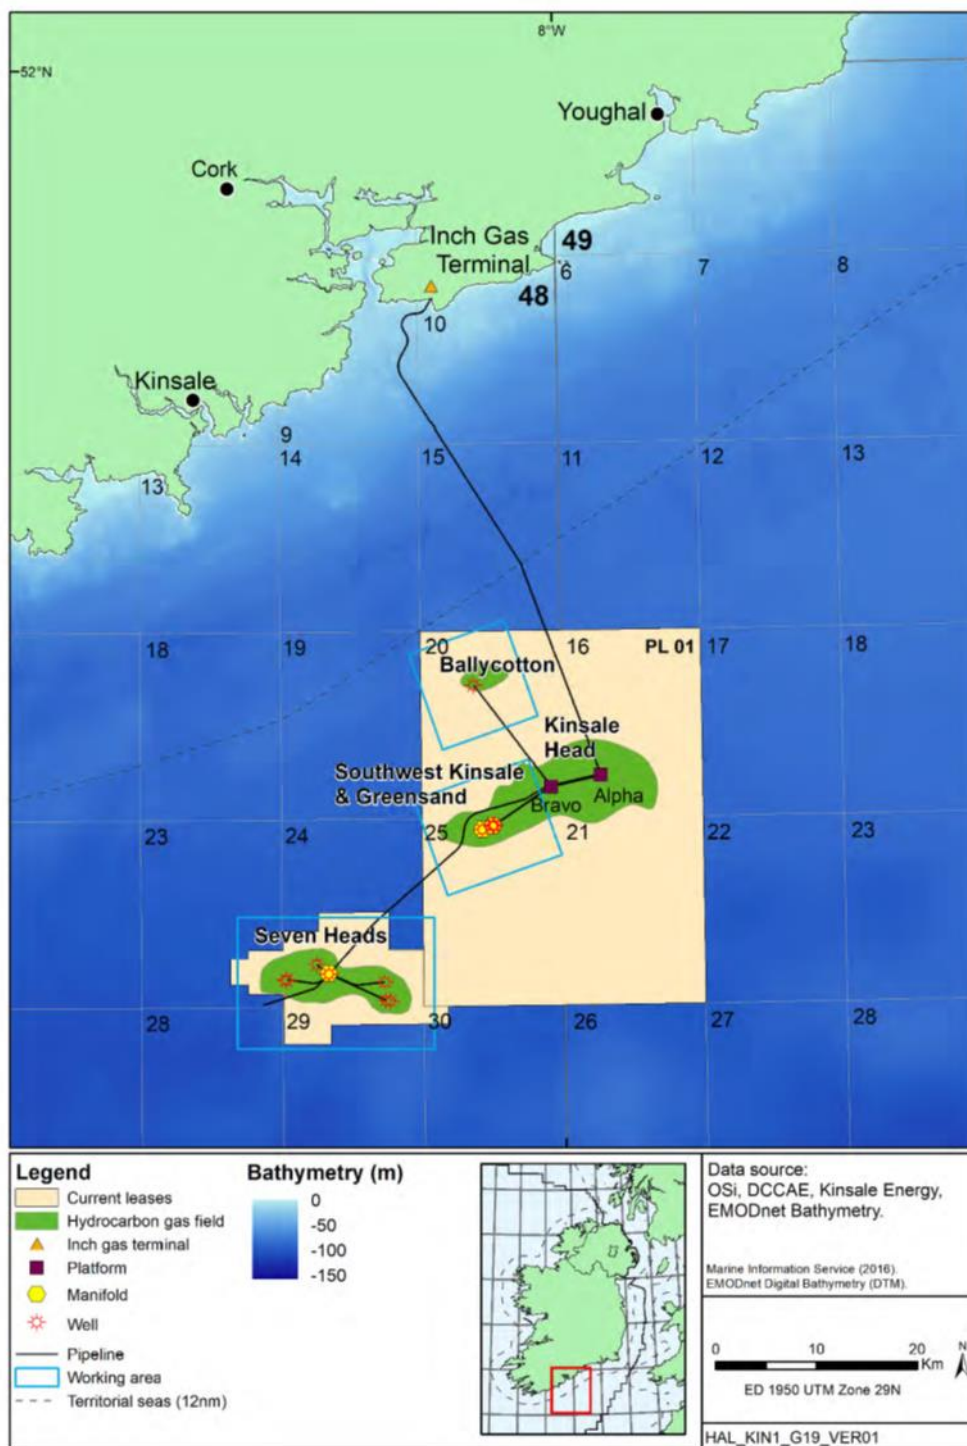 8°W
52°N
Youghal
Cork
Inch Gas
Terminal
49
6
7
8
48
10
Kinsale
9
14
15
11
12
13
13
18
19
20
16
PL 01
17
18
Ballycotton
Kinsale
Head
Southwest Kinsale
& Greensand
Bravo
Alpha
23
24
25
21
22
23
Seven Heads
28
29
30
26
27
28
Legend
Current leases
Hydrocarbon gas field
Inch gas terminal
Platform
Manifold
Well
Pipeline
Working area
Territorial seas (12nm)
Bathymetry (m)
0
-50
-100
-150
Data source:
OSi, DCCAE, Kinsale Energy,
EMODnet Bathymetry.
Marine Information Service (2016).
EMODnet Digital Bathymetry (DTM).
0 10 20
Km
N
ED 1950 UTM Zone 29N
HAL_KIN1_G19_VER01